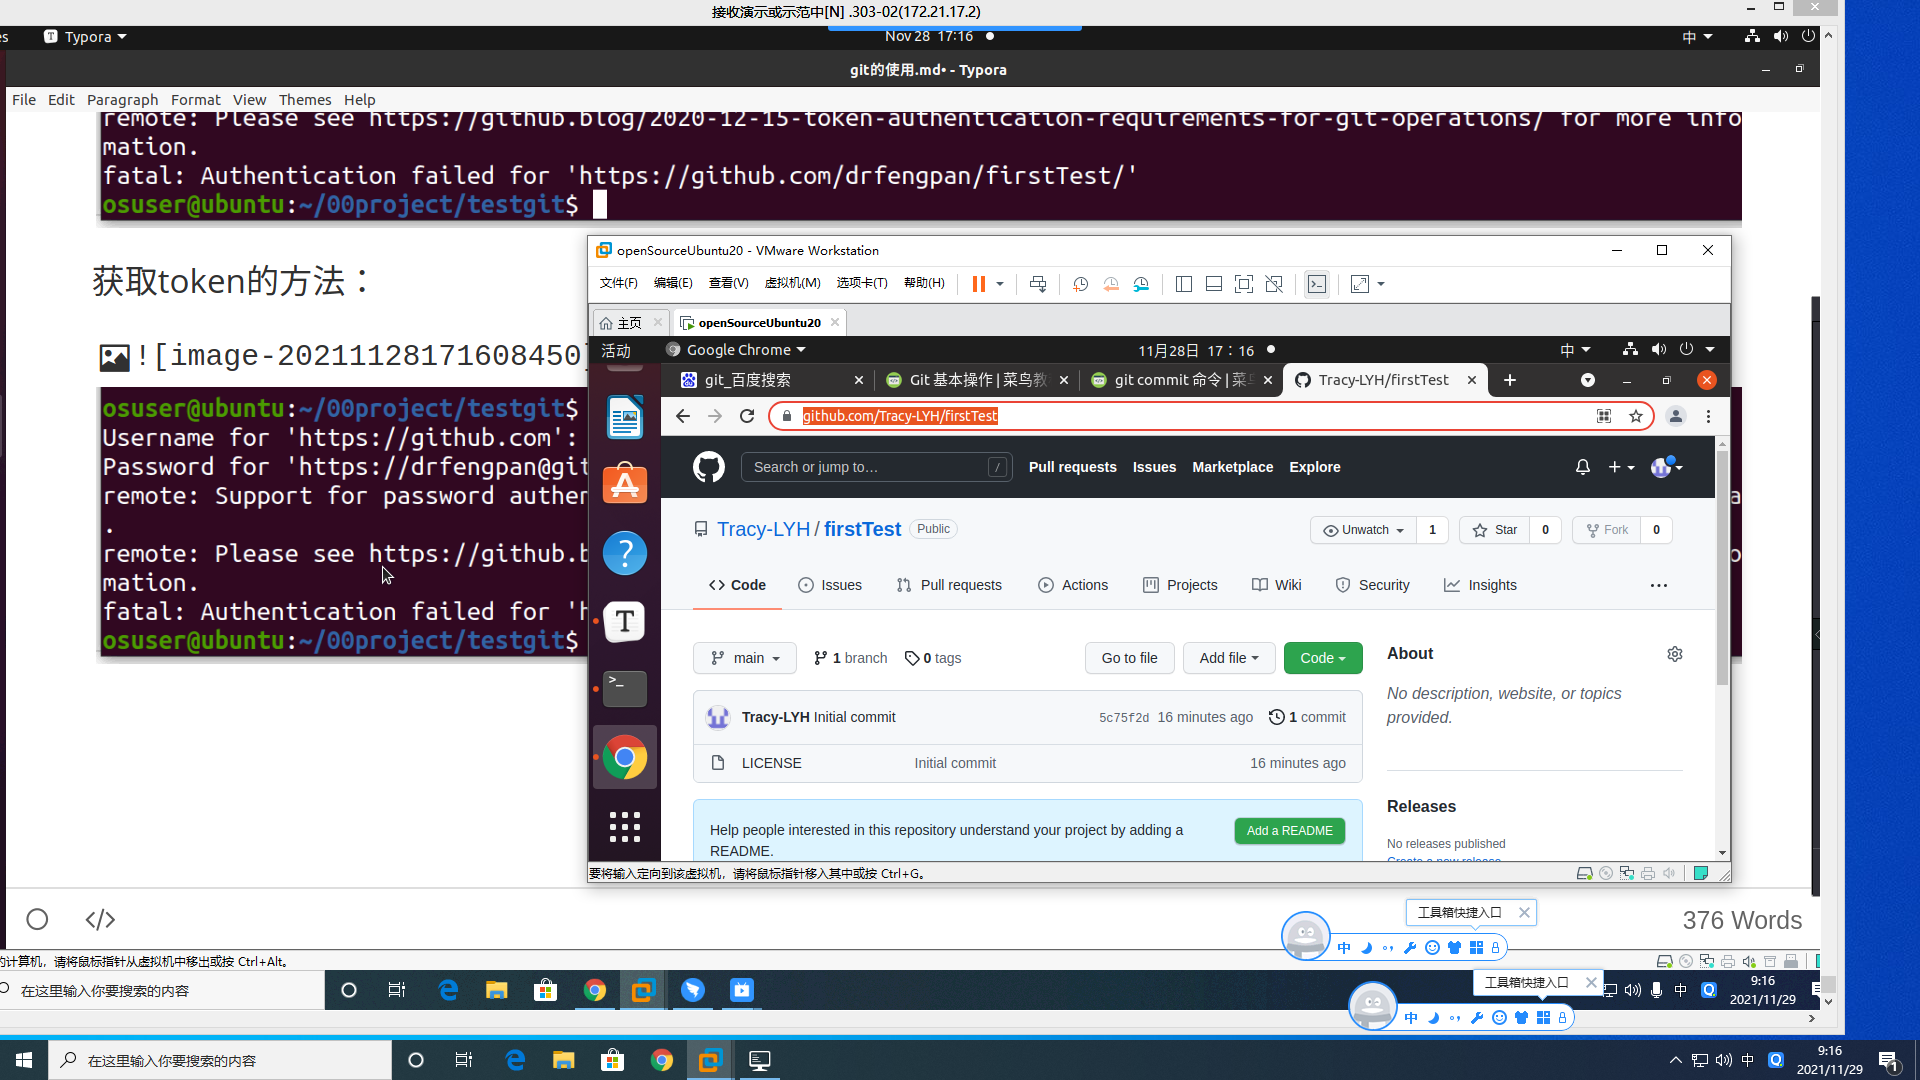 接收演示或示范中[N] .303-02(172.21.17.2)
es Typora Nov 28 17:16 中
git的使用.md• - Typora
File Edit Paragraph Format View Themes Help
remote: Please see https://github.blog/2020-12-15-token-authentication-requirements-for-git-operations/ for more info
mation.
fatal: Authentication failed for 'https://github.com/drfengpan/firstTest/'
osuser@ubuntu:~/00project/testgit$
获取token的方法：
![image-20211128171608450]
osuser@ubuntu:~/00project/testgit$
Username for 'https://github.com':
Password for 'https://drfengpan@git
remote: Support for password authen
.
remote: Please see https://github.b
mation.
fatal: Authentication failed for 'h
osuser@ubuntu:~/00project/testgit$
openSourceUbuntu20 - VMware Workstation
文件(F) 编辑(E) 查看(V) 虚拟机(M) 选项卡(T) 帮助(H)
主页 openSourceUbuntu20
活动 Google Chrome 11月28日 17：16 中
git_百度搜索 Git 基本操作 | 菜鸟教 git commit 命令 | 菜鸟 Tracy-LYH/firstTest
github.com/Tracy-LYH/firstTest
Search or jump to… / Pull requests Issues Marketplace Explore
Tracy-LYH / firstTest Public Unwatch 1 Star 0 Fork 0
Code Issues Pull requests Actions Projects Wiki Security Insights
main 1 branch 0 tags Go to file Add file Code About
No description, website, or topics
provided.
Tracy-LYH Initial commit 5c75f2d 16 minutes ago 1 commit
LICENSE Initial commit 16 minutes ago
Releases
Help people interested in this repository understand your project by adding a
README.
Add a README
No releases published
Create a new release
要将输入定向到该虚拟机，请将鼠标指针移入其中或按 Ctrl+G。
376 Words
工具箱快捷入口
中
的计算机，请将鼠标指针从虚拟机中移出或按 Ctrl+Alt。
在这里输入你要搜索的内容
工具箱快捷入口
中
9:16
2021/11/29
中
在这里输入你要搜索的内容
中
9:16
2021/11/29
1